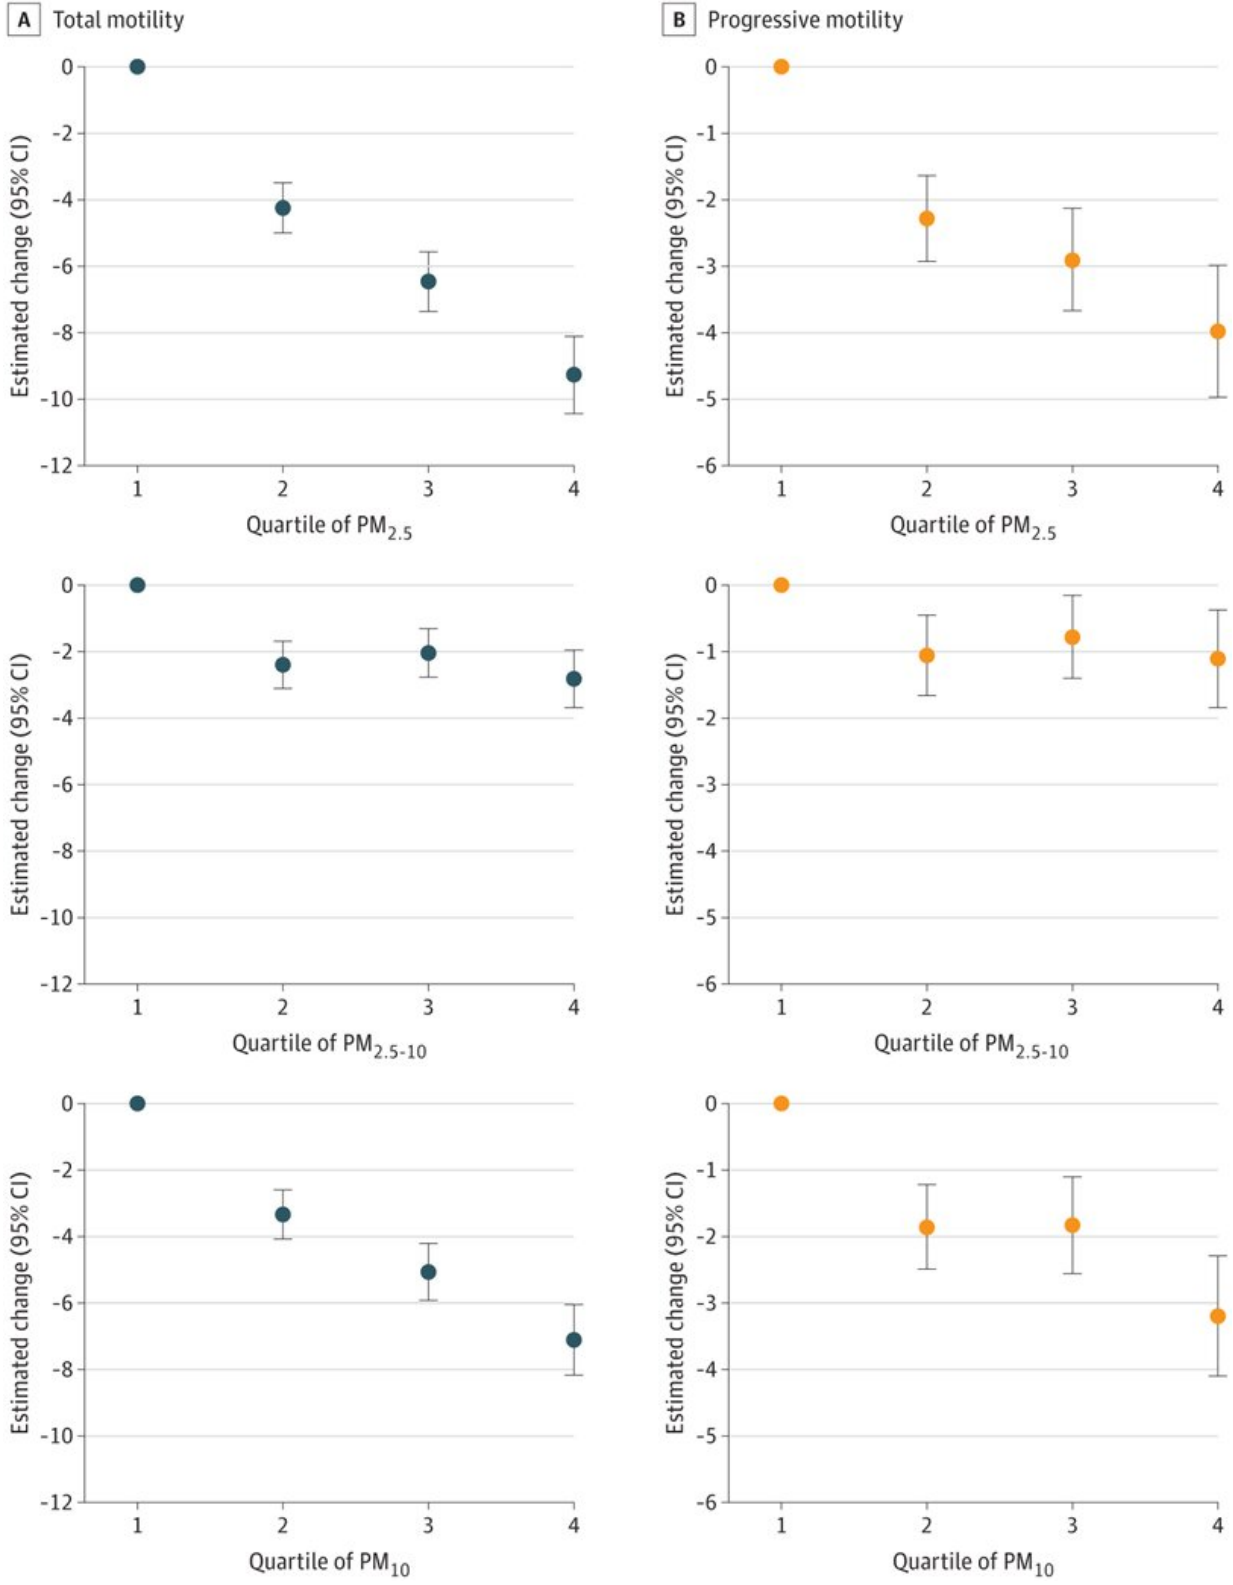 A Total motility
Estimated change (95% CI)
0
-2
-4
-6
-8
-10
-12
1 2 3 4
Quartile of PM2.5
B Progressive motility
Estimated change (95% CI)
0
-1
-2
-3
-4
-5
-6
1 2 3 4
Quartile of PM2.5
Estimated change (95% CI)
0
-2
-4
-6
-8
-10
-12
1 2 3 4
Quartile of PM2.5-10
Estimated change (95% CI)
0
-1
-2
-3
-4
-5
-6
1 2 3 4
Quartile of PM2.5-10
Estimated change (95% CI)
0
-2
-4
-6
-8
-10
-12
1 2 3 4
Quartile of PM10
Estimated change (95% CI)
0
-1
-2
-3
-4
-5
-6
1 2 3 4
Quartile of PM10